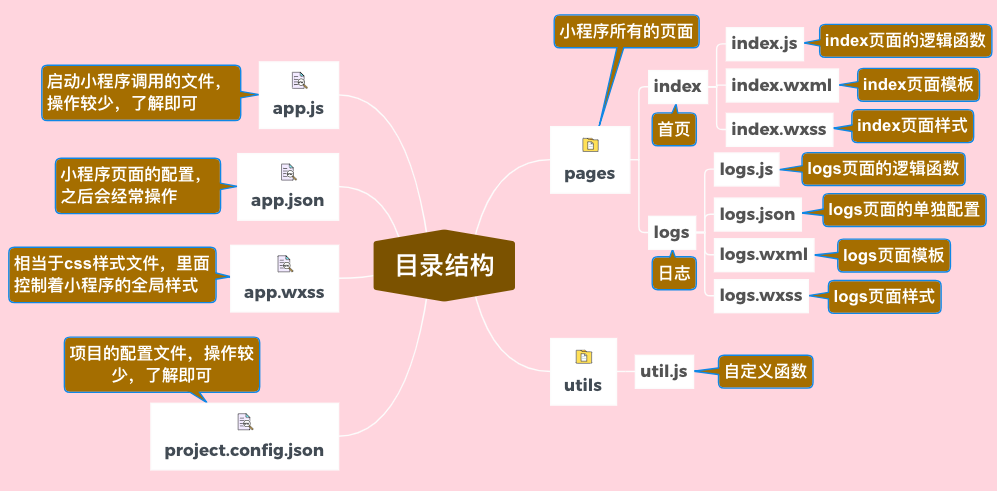 目录结构
启动小程序调用的文件，
操作较少，了解即可
app.js
小程序页面的配置，
之后会经常操作
app.json
相当于css样式文件，里面
控制着小程序的全局样式
app.wxss
项目的配置文件，操作较
少，了解即可
project.config.json
小程序所有的页面
pages
index
首页
index.js
index页面的逻辑函数
index.wxml
index页面模板
index.wxss
index页面样式
logs
日志
logs.js
logs页面的逻辑函数
logs.json
logs页面的单独配置
logs.wxml
logs页面模板
logs.wxss
logs页面样式
utils
util.js
自定义函数